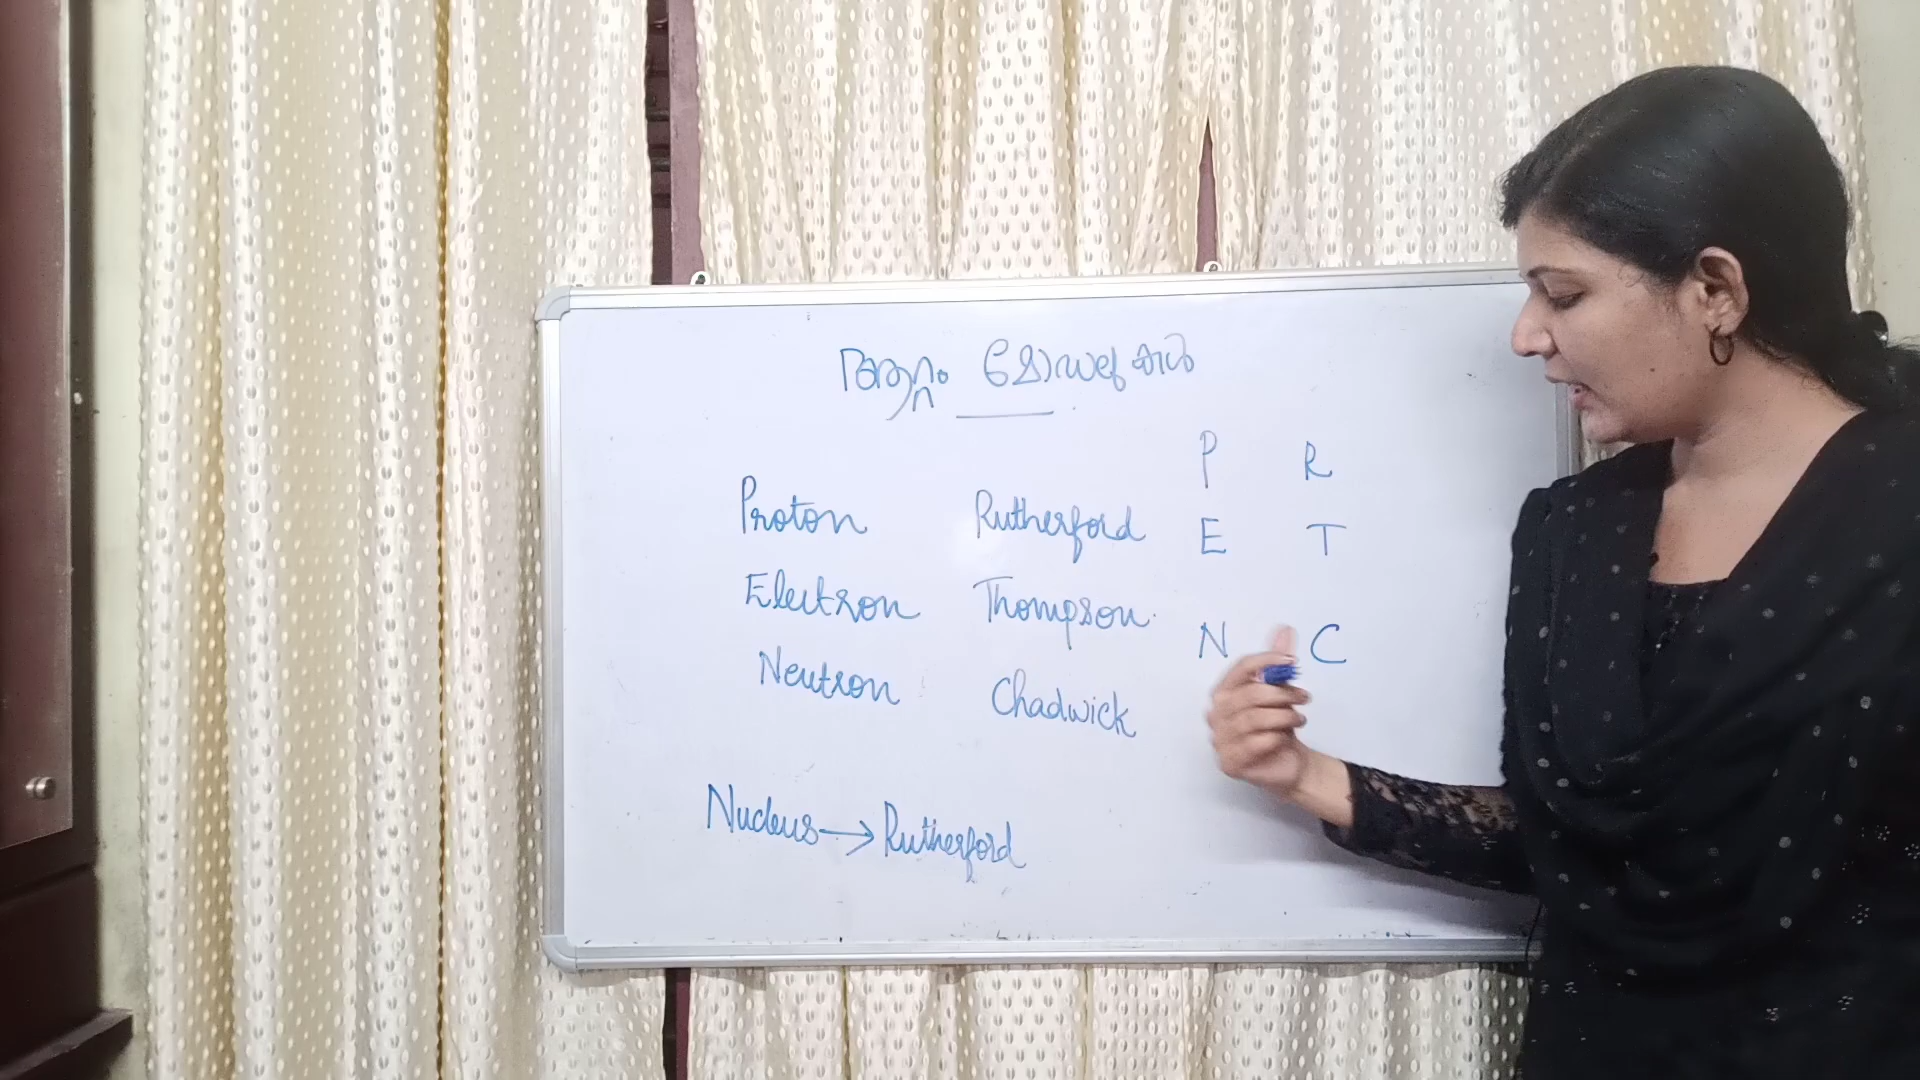 P R
Proton Rutherford
E T
Electron Thompson
N C
Neutron Chadwick
Nucleus → Rutherford